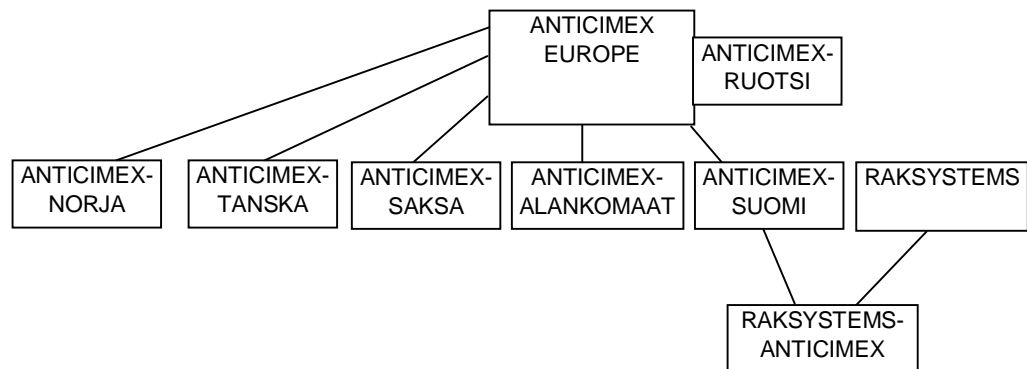 ANTICIMEX
EUROPE
ANTICIMEX-
RUOTSI
ANTICIMEX-
NORJA
ANTICIMEX-
TANSKA
ANTICIMEX-
SAKSA
ANTICIMEX-
ALANKOMAAT
ANTICIMEX-
SUOMI
RAKSYSTEMS
RAKSYSTEMS-
ANTICIMEX